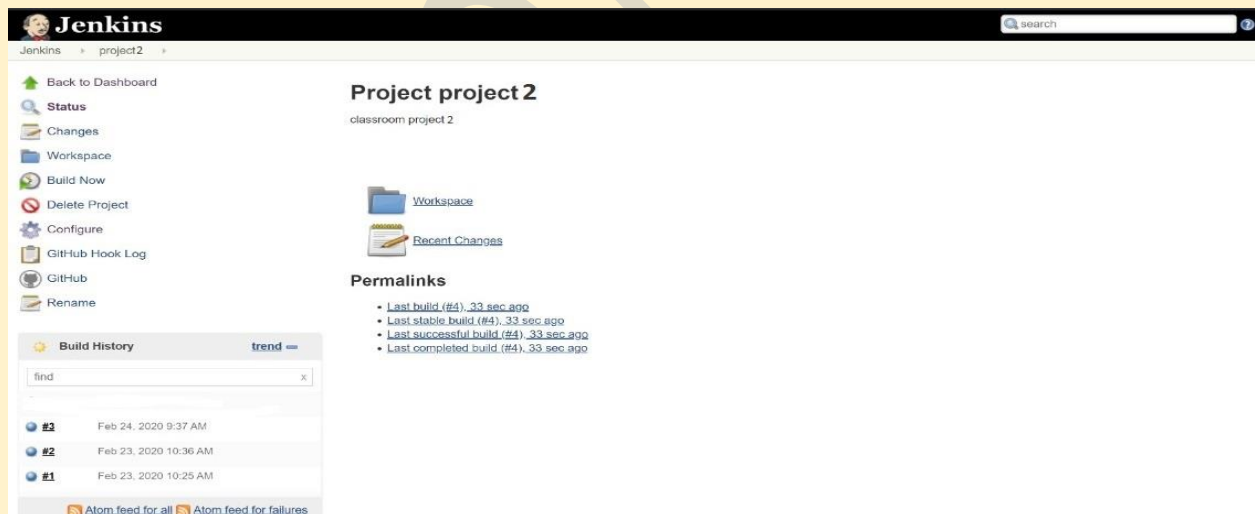 Jenkins
search
Jenkins project2
Back to Dashboard
Status
Changes
Workspace
Build Now
Delete Project
Configure
GitHub Hook Log
GitHub
Rename
Build History trend
find x
#3 Feb 24, 2020 9:37 AM
#2 Feb 23, 2020 10:36 AM
#1 Feb 23, 2020 10:25 AM
Atom feed for all Atom feed for failures
Project project 2
classroom project 2
Workspace
Recent Changes
Permalinks
Last build (#4), 33 sec ago
Last stable build (#4), 33 sec ago
Last successful build (#4), 33 sec ago
Last completed build (#4), 33 sec ago